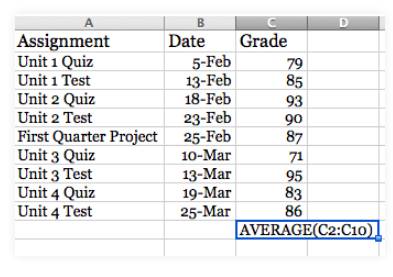 A B C D
Assignment Date Grade
Unit 1 Quiz 5-Feb 79
Unit 1 Test 13-Feb 85
Unit 2 Quiz 18-Feb 93
Unit 2 Test 23-Feb 90
First Quarter Project 25-Feb 87
Unit 3 Quiz 10-Mar 71
Unit 3 Test 13-Mar 95
Unit 4 Quiz 19-Mar 83
Unit 4 Test 25-Mar 86
AVERAGE(C2:C10)